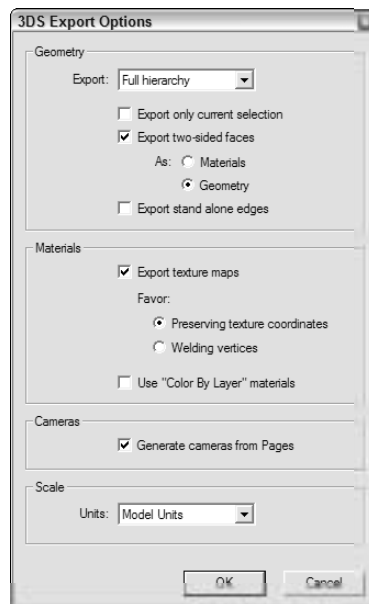 3DS Export Options
Geometry
Export: Full hierarchy
Export only current selection
Export two-sided faces
As: Materials
Geometry
Export stand alone edges
Materials
Export texture maps
Favor:
Preserving texture coordinates
Welding vertices
Use "Color By Layer" materials
Cameras
Generate cameras from Pages
Scale
Units: Model Units
OK Cancel